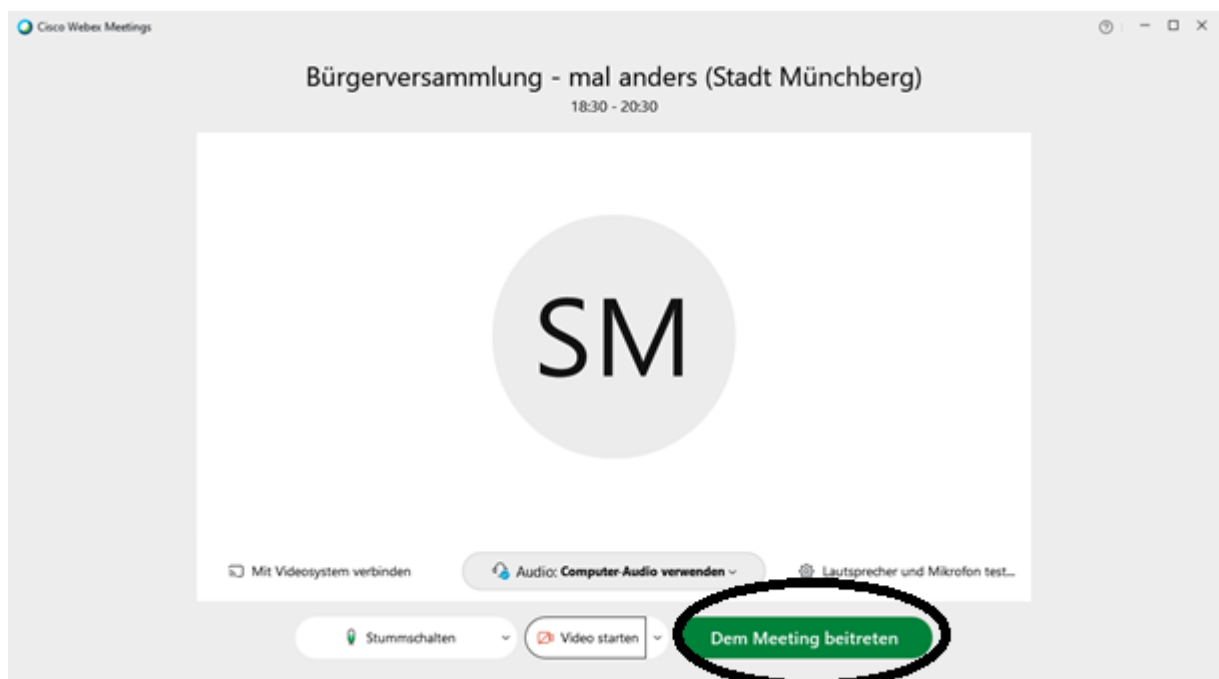 Cisco Webex Meetings
Bürgerversammlung - mal anders (Stadt Münchberg)
18:30 - 20:30
SM
Mit Videosystem verbinden
Audio: Computer-Audio verwenden
Lautsprecher und Mikrofon test...
Stummschalten
Video starten
Dem Meeting beitreten